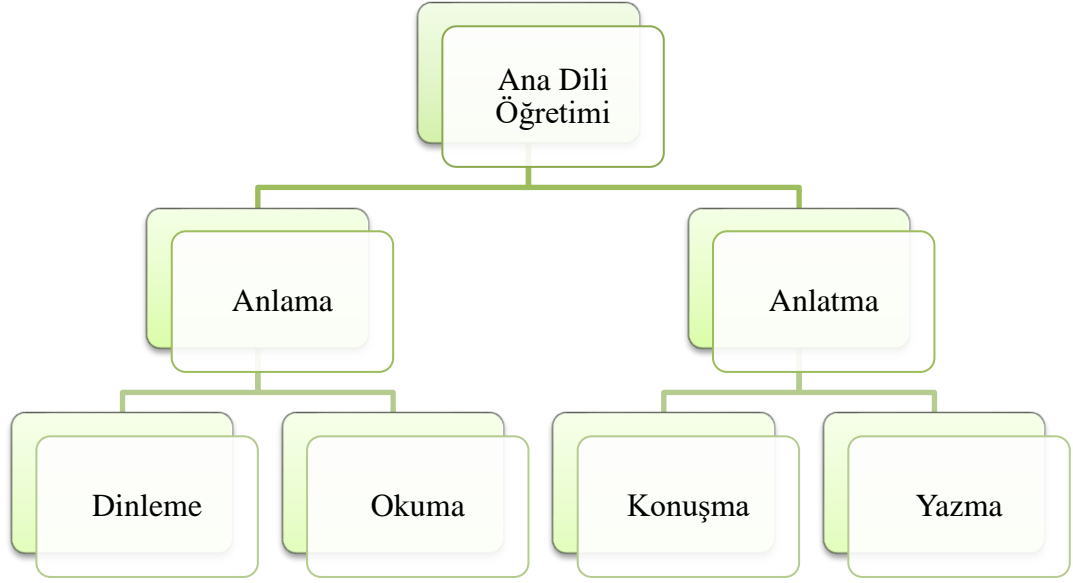 Ana Dili
Öğretimi
Anlama
Anlatma
Dinleme
Okuma
Konuşma
Yazma